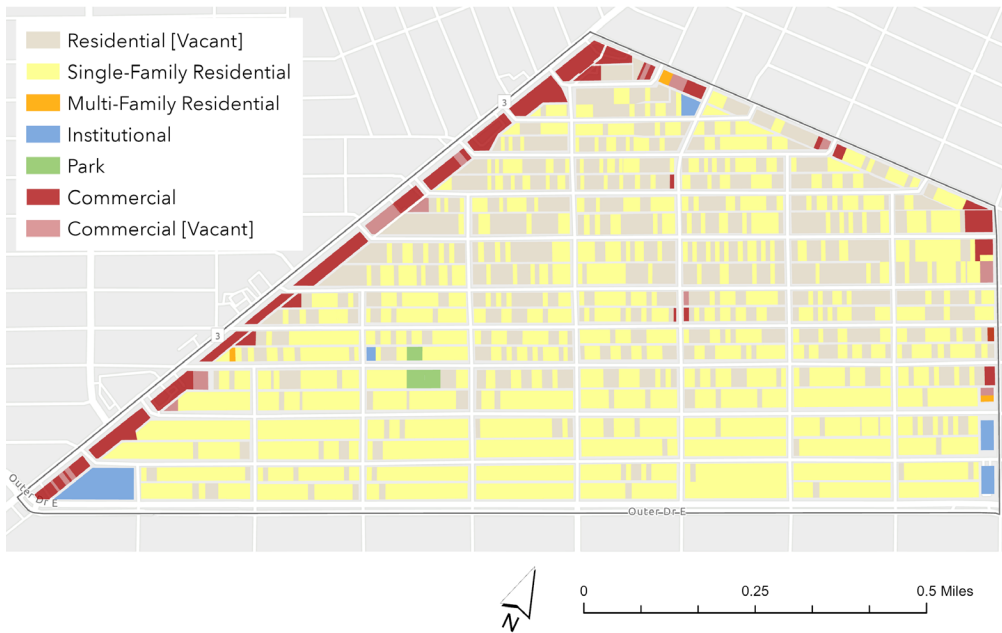 Residential [Vacant]
Single-Family Residential
Multi-Family Residential
Institutional
Park
Commercial
Commercial [Vacant]
3
3
Outer Dr E
Outer Dr E
N
0
0.25
0.5 Miles